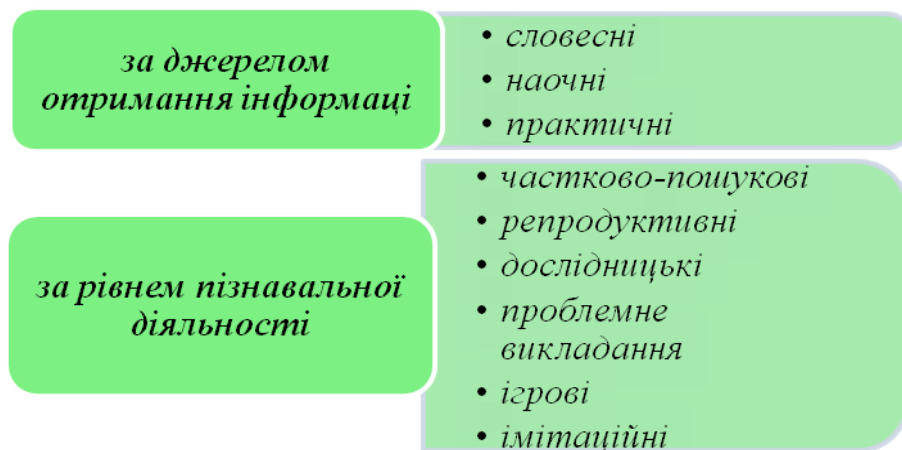 за джерелом
отримання інформаці
• словесні
• наочні
• практичні
за рівнем пізнавальної
діяльності
• частково-пошукові
• репродуктивні
• дослідницькі
• проблемне
викладання
• ігрові
• імітаційні